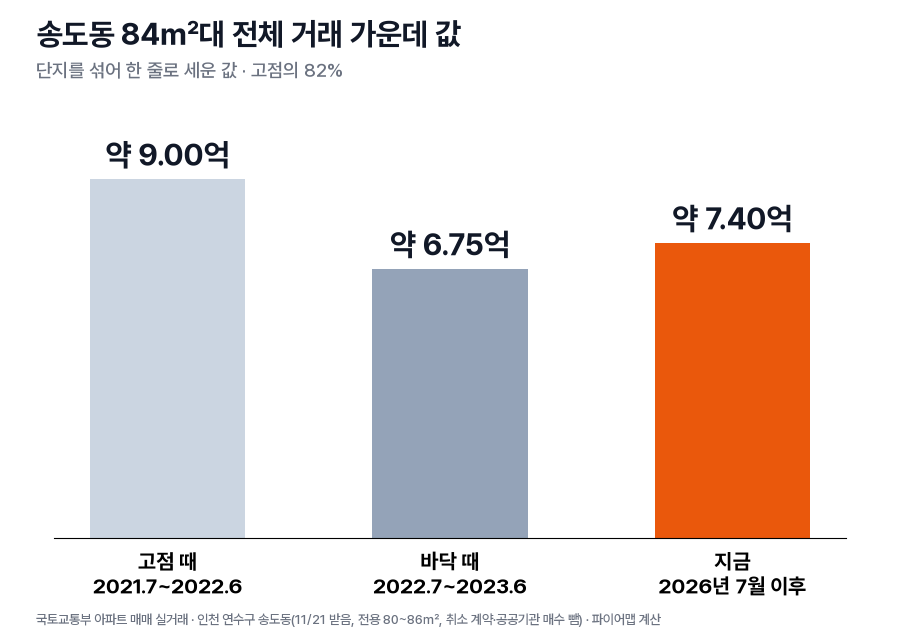 송도동 84m²대 전체 거래 가운데 값
단지를 섞어 한 줄로 세운 값 · 고점의 82%
약 9.00억
약 6.75억
약 7.40억
고점 때
2021.7~2022.6
바닥 때
2022.7~2023.6
지금
2026년 7월 이후
국토교통부 아파트 매매 실거래 · 인천 연수구 송도동(11/21 받음, 전용 80~86m², 취소 계약·공공기관 매수 뺌) · 파이어맵 계산